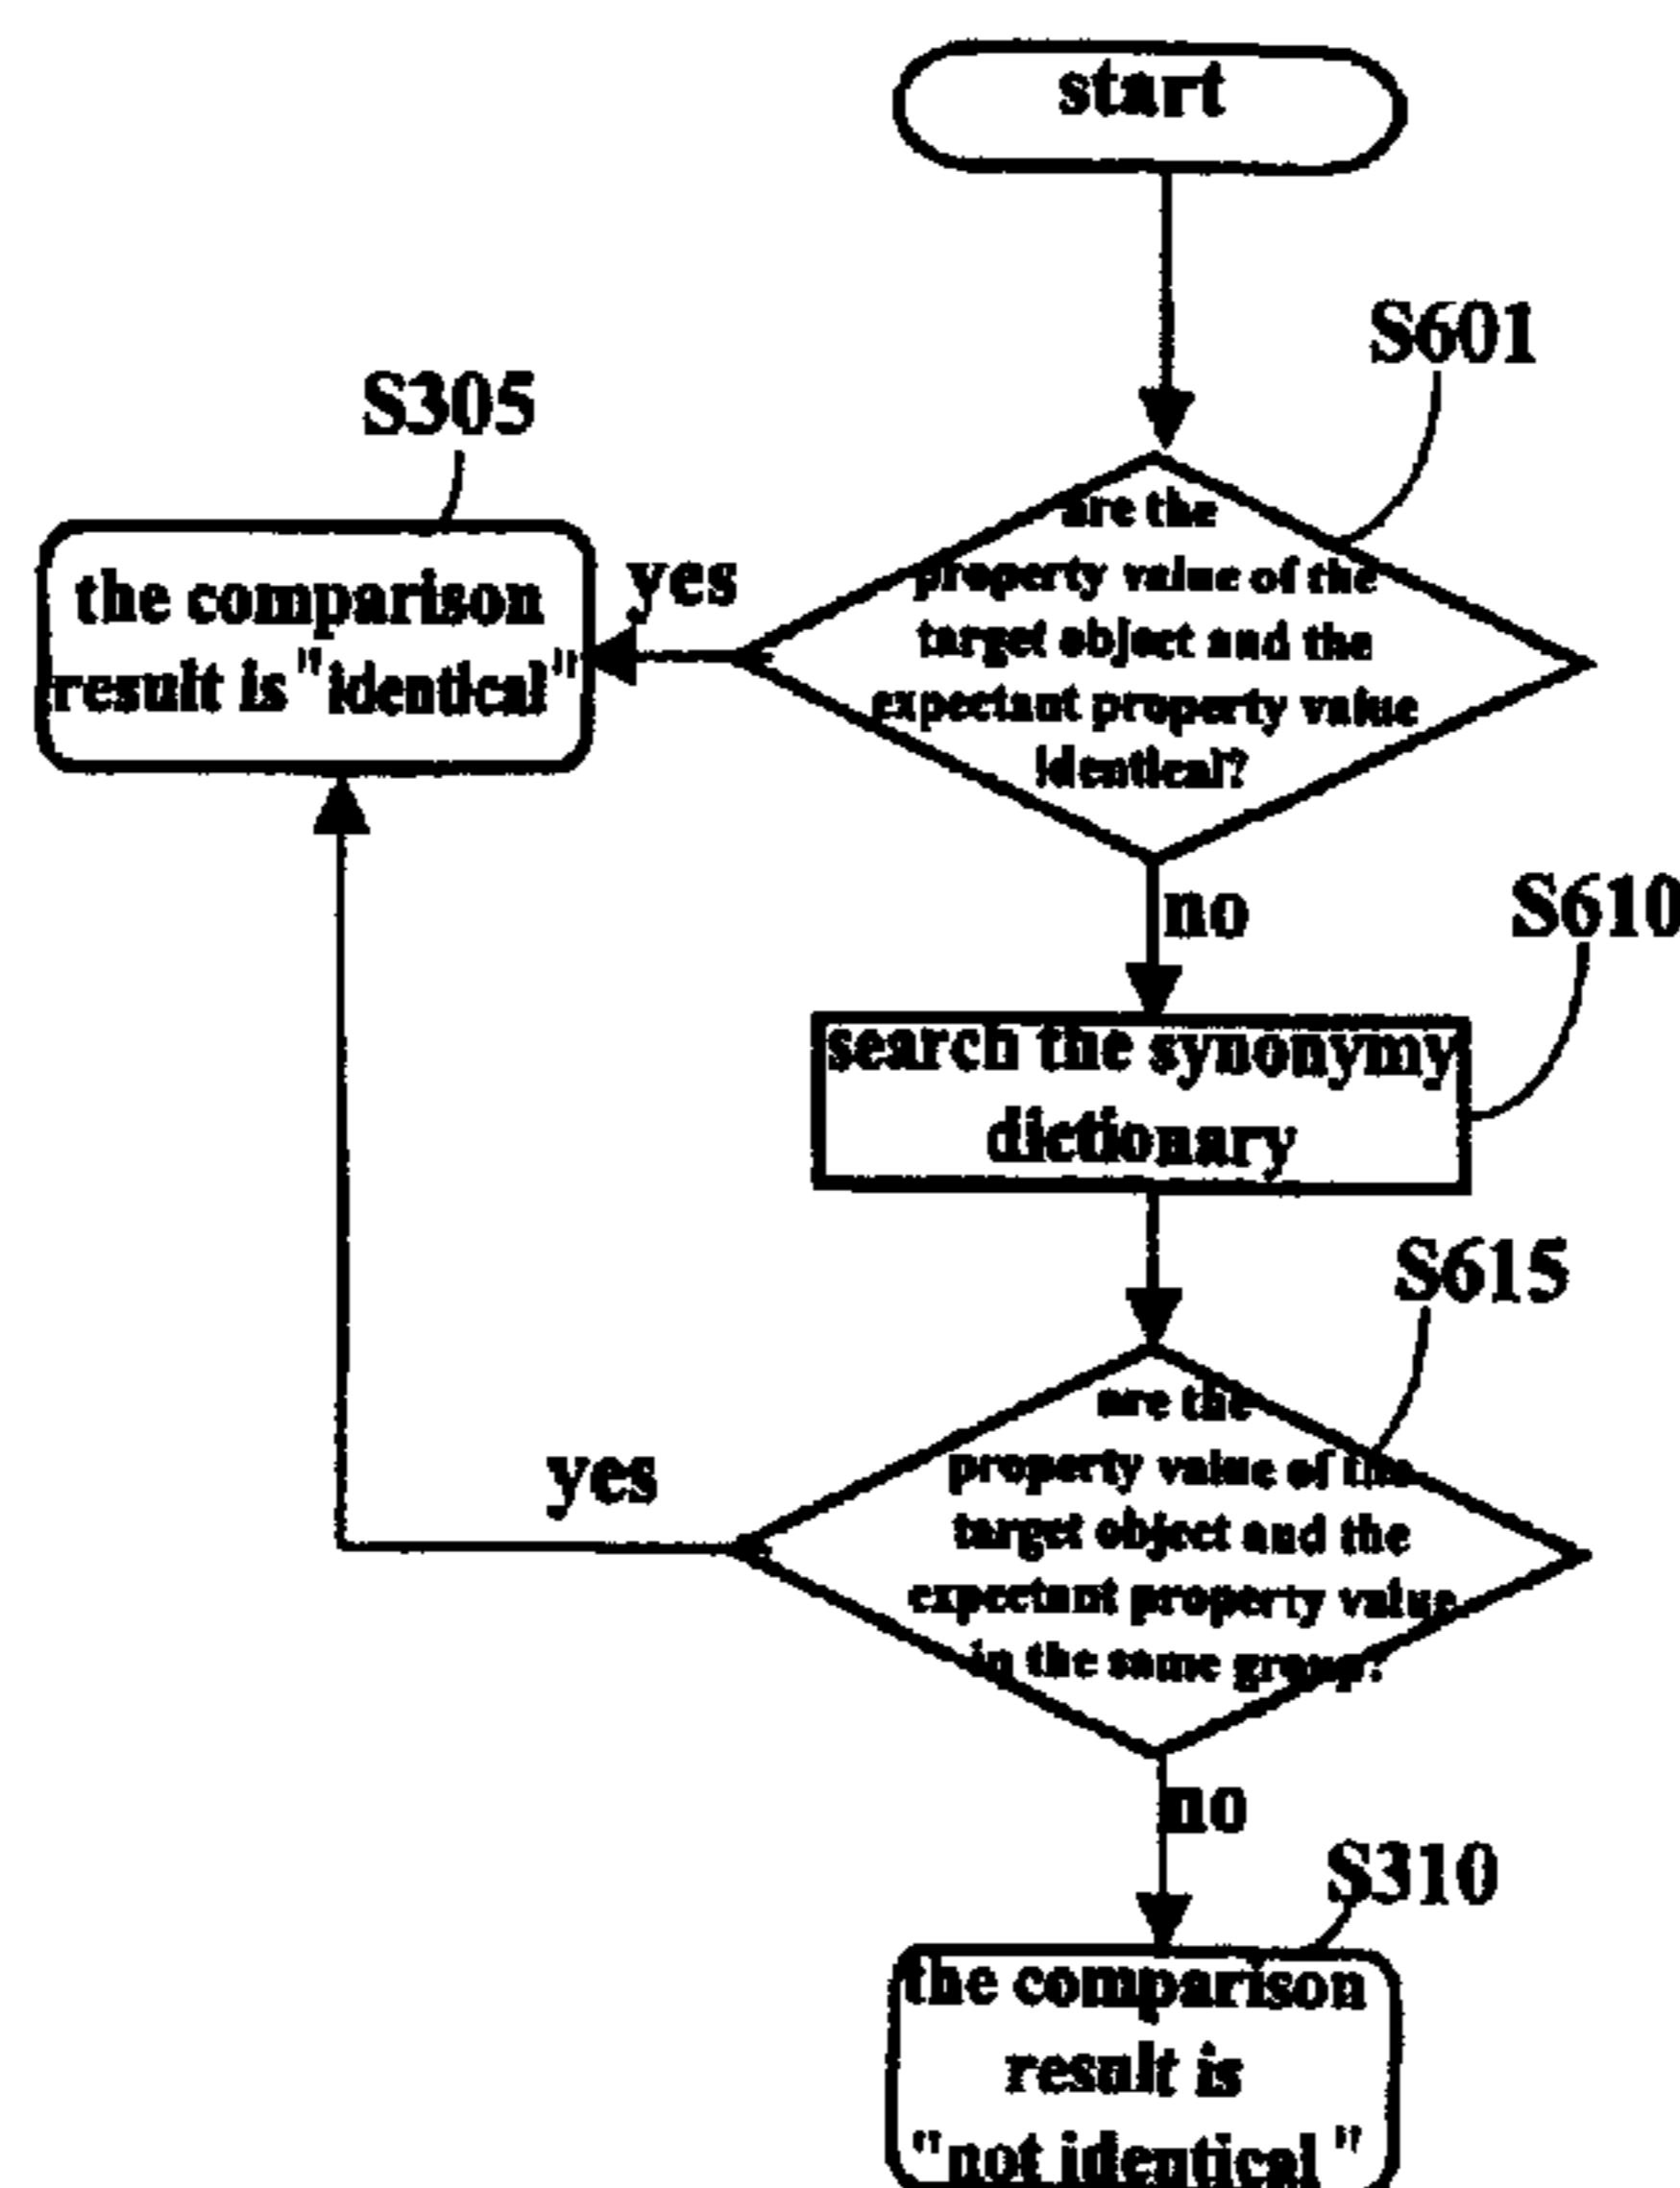 start
S601
S305
are the
property value of the
target object and the
expectant property value
identical?
yes
the comparison
result is "identical"
no
S610
search the synonymy
dictionary
S615
are the
property value of the
target object and the
expectant property value
in the same group?
yes
no
S310
the comparison
result is
"not identical"